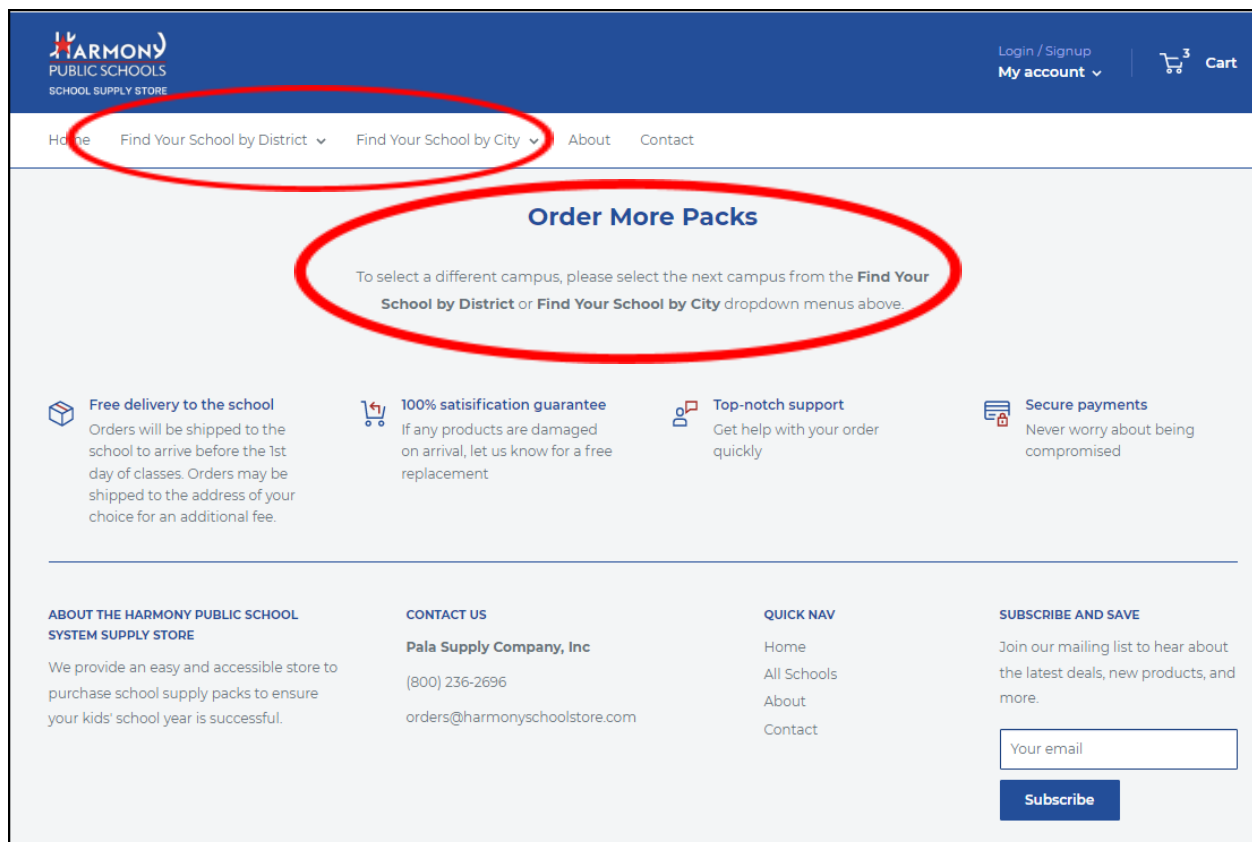 HARMONY
PUBLIC SCHOOLS
SCHOOL SUPPLY STORE
Login / Signup
My account
3
Cart
Home
Find Your School by District
Find Your School by City
About
Contact
Order More Packs
To select a different campus, please select the next campus from the Find Your
School by District or Find Your School by City dropdown menus above.
Free delivery to the school
Orders will be shipped to the
school to arrive before the 1st
day of classes. Orders may be
shipped to the address of your
choice for an additional fee.
100% satisification guarantee
If any products are damaged
on arrival, let us know for a free
replacement
Top-notch support
Get help with your order
quickly
Secure payments
Never worry about being
compromised
ABOUT THE HARMONY PUBLIC SCHOOL
SYSTEM SUPPLY STORE
We provide an easy and accessible store to
purchase school supply packs to ensure
your kids' school year is successful.
CONTACT US
Pala Supply Company, Inc
(800) 236-2696
orders@harmonyschoolstore.com
QUICK NAV
Home
All Schools
About
Contact
SUBSCRIBE AND SAVE
Join our mailing list to hear about
the latest deals, new products, and
more.
Your email
Subscribe